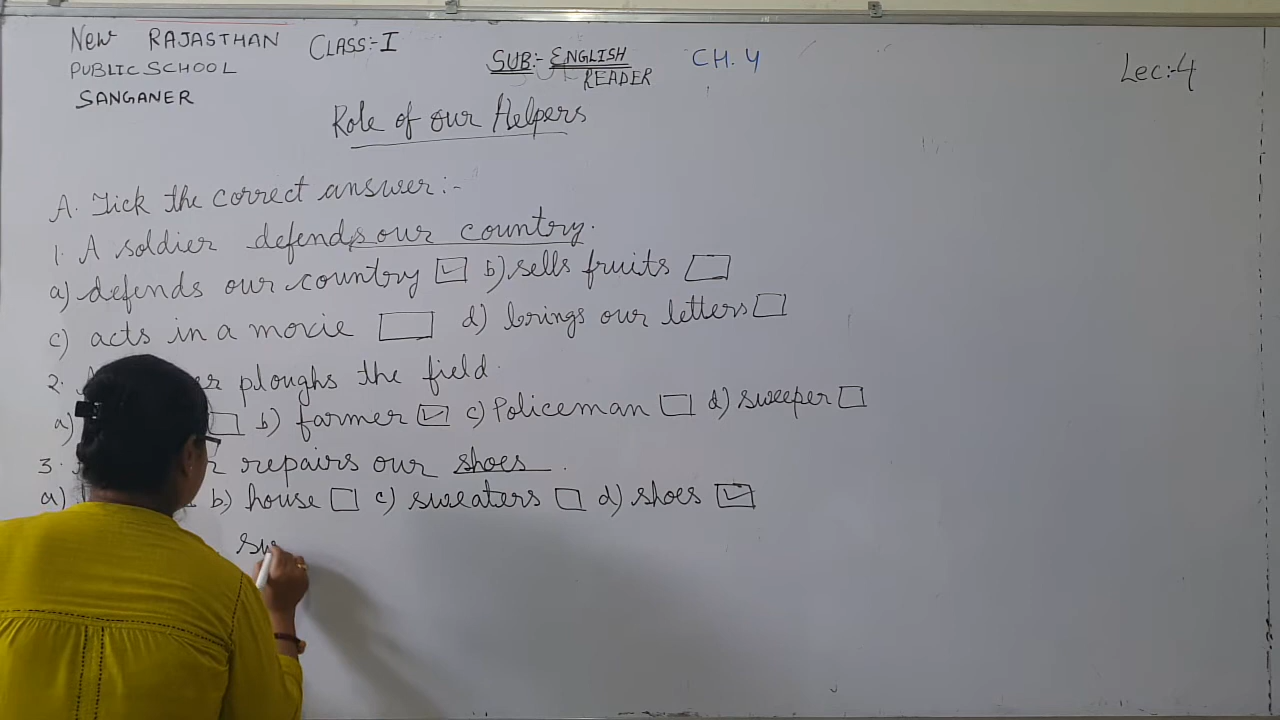 New RAJASTHAN
PUBLIC SCHOOL
SANGANER
CLASS:-I
SUB:- ENGLISH
READER
CH. 4
Lec:-4
Role of our Helpers
A. Tick the correct answer:-
1. A soldier defends our country.
a) defends our country b) sells fruits
c) acts in a movie d) brings our letters
2. ploughs the field.
a) b) farmer c) Policeman d) sweeper
3. repairs our shoes.
a) b) house c) sweaters d) shoes